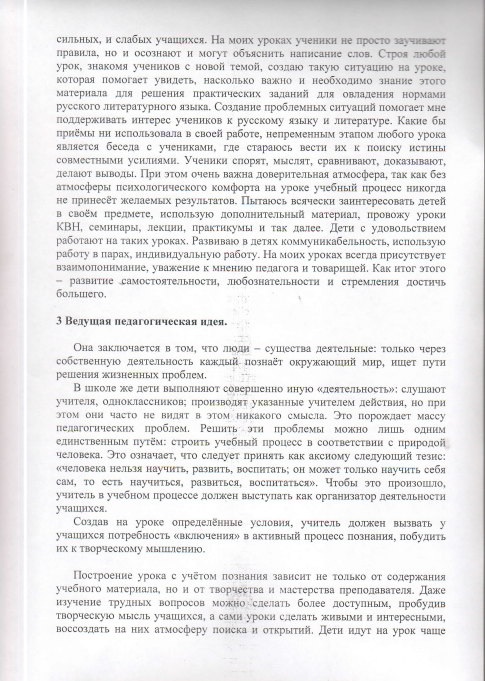 сильных, и слабых учащихся. На моих уроках ученики не просто заучивают
правила, но и осознают и могут объяснить написание слов. Строя любой
урок, знакомя учеников с новой темой, создаю такую ситуацию на уроке,
которая помогает увидеть, насколько важно и необходимо знание этого
материала для решения практических заданий для овладения нормами
русского литературного языка. Создание проблемных ситуаций помогает мне
поддерживать интерес учеников к русскому языку и литературе. Какие бы
приёмы ни использовала в своей работе, непременным этапом любого урока
является беседа с учениками, где стараюсь вести их к поиску истины
совместными усилиями. Ученики спорят, мыслят, сравнивают, доказывают,
делают выводы. При этом очень важна доверительная атмосфера, так как без
атмосферы психологического комфорта на уроке учебный процесс никогда
не принесёт желаемых результатов. Пытаюсь всячески заинтересовать детей
в своём предмете, использую дополнительный материал, провожу уроки
КВН, семинары, лекции, практикумы и так далее. Дети с удовольствием
работают на таких уроках. Развиваю в детях коммуникабельность, использую
работу в парах, индивидуальную работу. На моих уроках всегда присутствует
взаимопонимание, уважение к мнению педагога и товарищей. Как итог этого
– развитие самостоятельности, любознательности и стремления достичь
большего.
3 Ведущая педагогическая идея.
Она заключается в том, что люди – существа деятельные: только через
собственную деятельность каждый познаёт окружающий мир, ищет пути
решения жизненных проблем.
В школе же дети выполняют совершенно иную «деятельность»: слушают
учителя, одноклассников; производят указанные учителем действия, но при
этом они часто не видят в этом никакого смысла. Это порождает массу
педагогических проблем. Решить эти проблемы можно лишь одним
единственным путём: строить учебный процесс в соответствии с природой
человека. Это означает, что следует принять как аксиому следующий тезис:
«человека нельзя научить, развить, воспитать; он может только научить себя
сам, то есть научиться, развиться, воспитаться». Чтобы это произошло,
учитель в учебном процессе должен выступать как организатор деятельности
учащихся.
Создав на уроке определённые условия, учитель должен вызвать у
учащихся потребность «включения» в активный процесс познания, побудить
их к творческому мышлению.
Построение урока с учётом познания зависит не только от содержания
учебного материала, но и от творчества и мастерства преподавателя. Даже
изучение трудных вопросов можно сделать более доступным, пробудив
творческую мысль учащихся, а сами уроки сделать живыми и интересными,
воссоздать на них атмосферу поиска и открытий. Дети идут на урок чаще